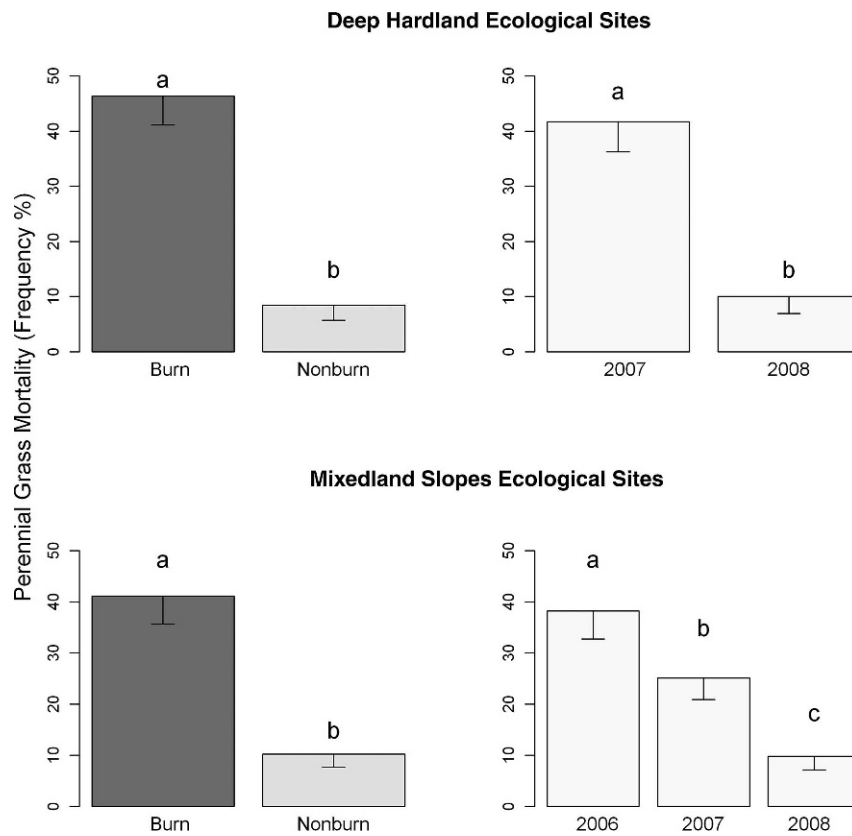 Deep Hardland Ecological Sites
Perennial Grass Mortality (Frequency %)
50
40
30
20
10
0
a
b
Burn
Nonburn
50
40
30
20
10
0
a
b
2007
2008
Mixedland Slopes Ecological Sites
50
40
30
20
10
0
a
b
Burn
Nonburn
50
40
30
20
10
0
a
b
c
2006
2007
2008